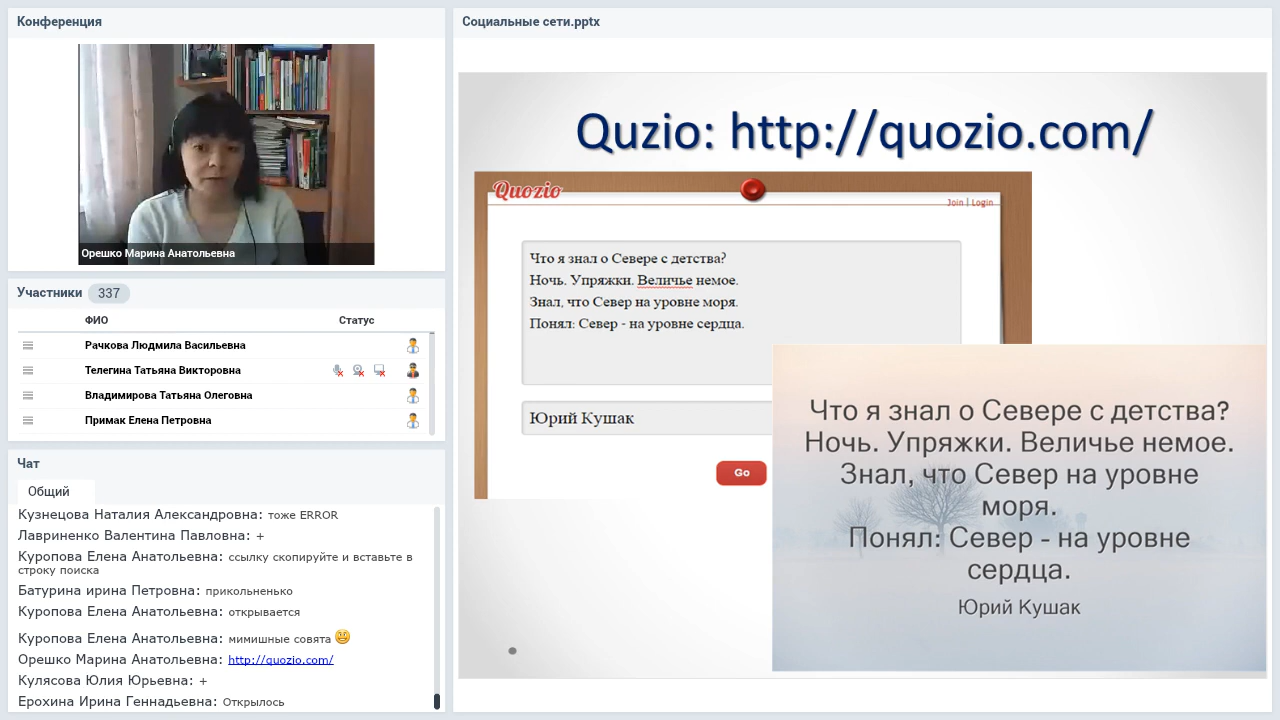 Конференция
Орешко Марина Анатольевна
Участники 337
ФИО Статус
Рачкова Людмила Васильевна
Телегина Татьяна Викторовна
Владимирова Татьяна Олеговна
Примак Елена Петровна
Чат
Общий
Кузнецова Наталия Александровна: тоже ERROR
Лавриненко Валентина Павловна: +
Куропова Елена Анатольевна: ссылку скопируйте и вставьте в
строку поиска
Батурина ирина Петровна: прикольненько
Куропова Елена Анатольевна: открывается
Куропова Елена Анатольевна: мимишные совята
Орешко Марина Анатольевна: http://quozio.com/
Кулясова Юлия Юрьевна: +
Ерохина Ирина Геннадьевна: Открылось
Социальные сети.pptx
Quzio: http://quozio.com/
Quozio
Join | Login
Что я знал о Севере с детства?
Ночь. Упряжки. Величье немое.
Знал, что Север на уровне моря.
Понял: Север - на уровне сердца.
Юрий Кушак
Go
Что я знал о Севере с детства?
Ночь. Упряжки. Величье немое.
Знал, что Север на уровне
моря.
Понял: Север - на уровне
сердца.
Юрий Кушак